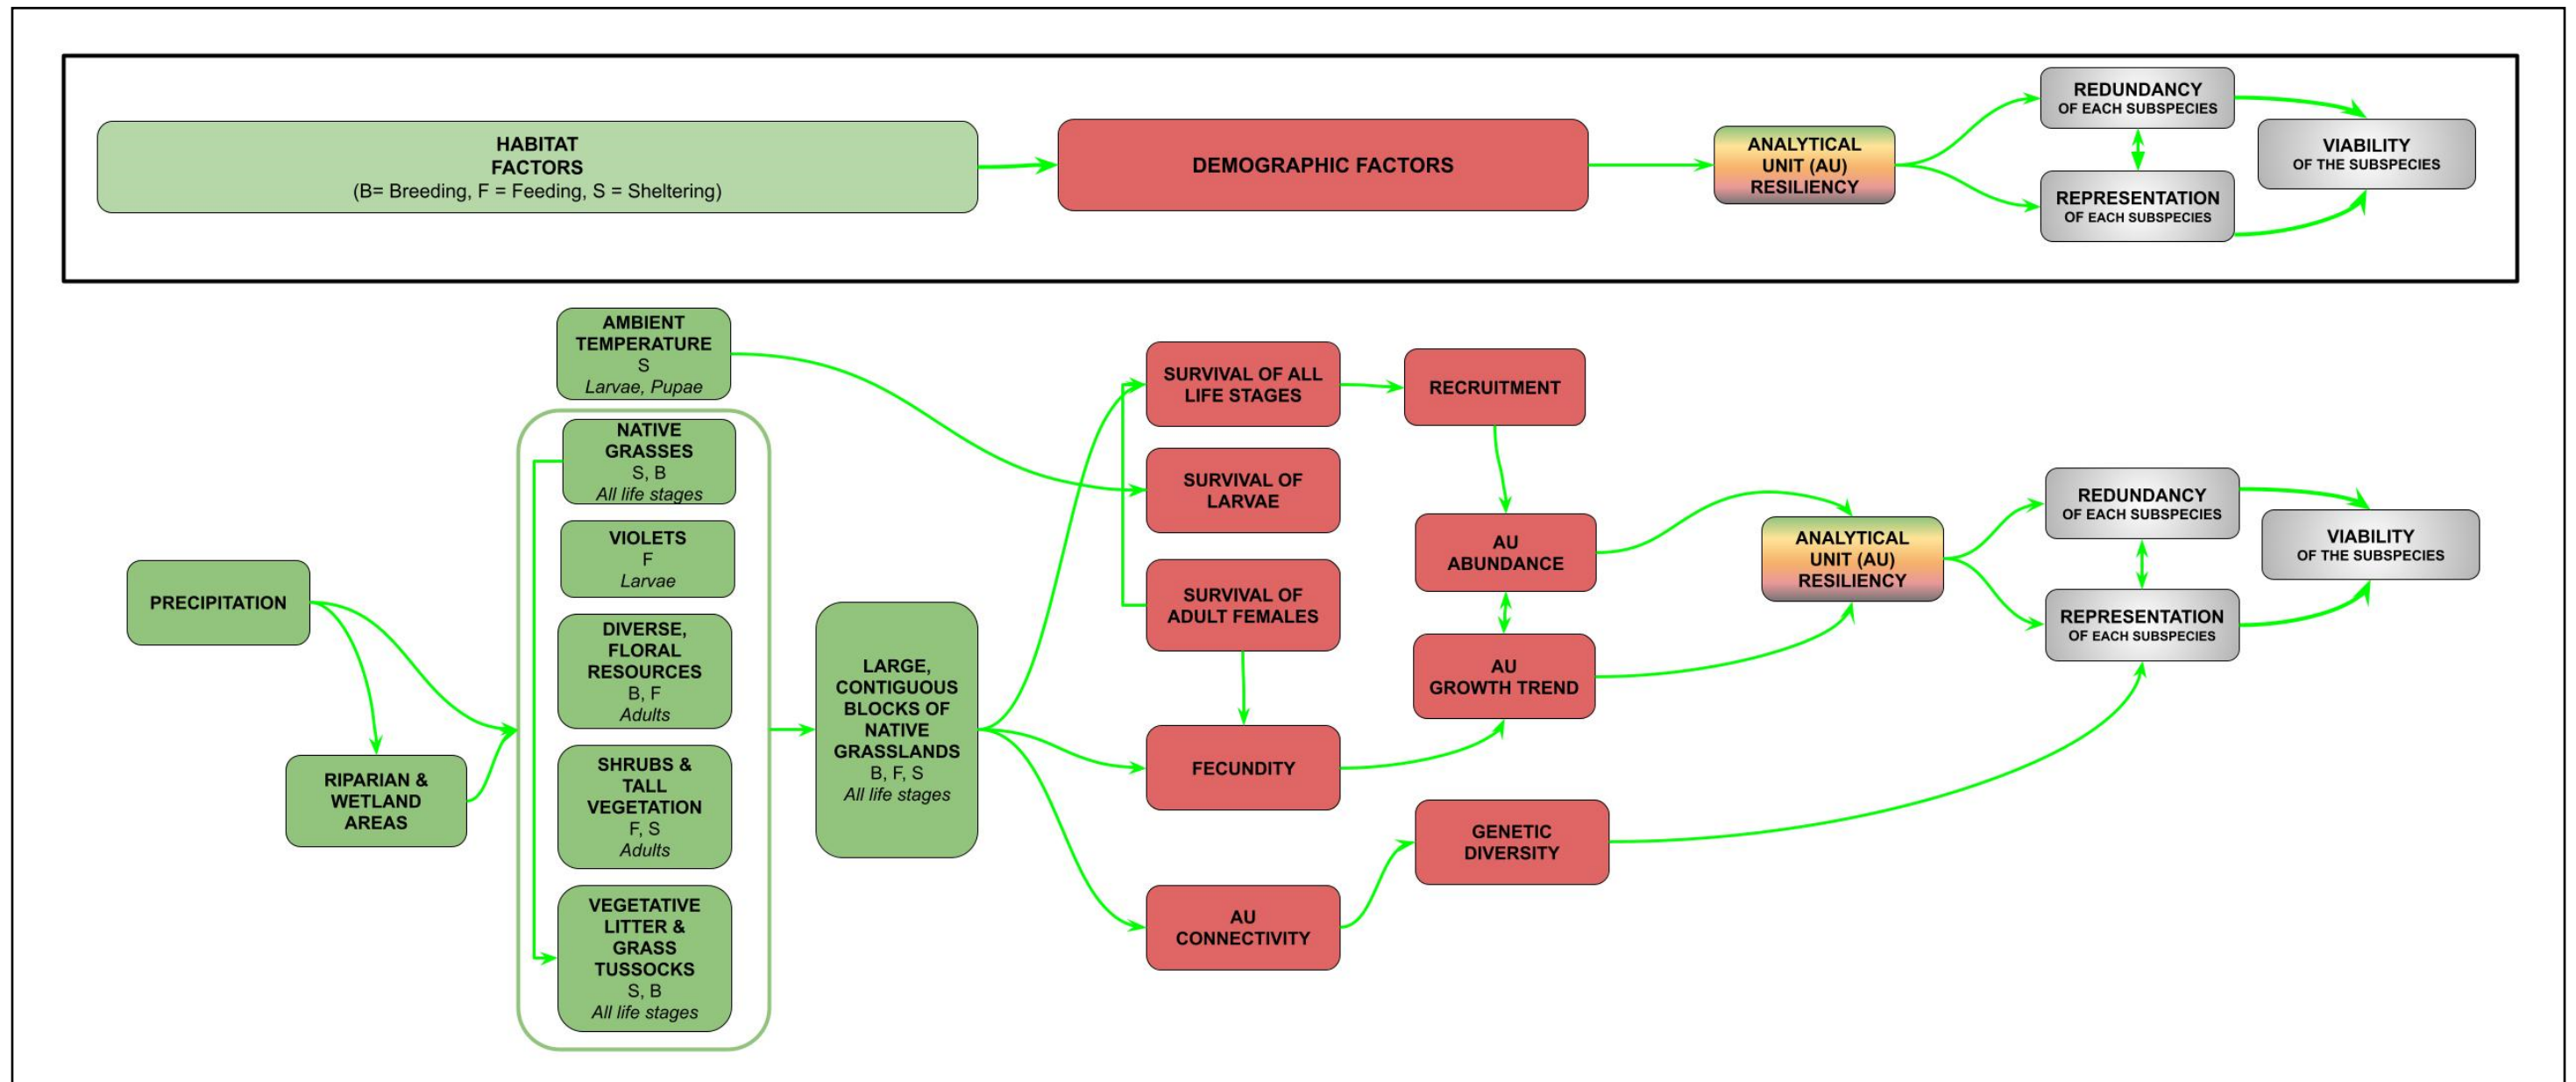 HABITAT
FACTORS
(B= Breeding, F = Feeding, S = Sheltering)
DEMOGRAPHIC FACTORS
ANALYTICAL
UNIT (AU)
RESILIENCY
REDUNDANCY
OF EACH SUBSPECIES
REPRESENTATION
OF EACH SUBSPECIES
VIABILITY
OF THE SUBSPECIES
PRECIPITATION
RIPARIAN &
WETLAND
AREAS
AMBIENT
TEMPERATURE
S
Larvae, Pupae
NATIVE
GRASSES
S, B
All life stages
VIOLETS
F
Larvae
DIVERSE,
FLORAL
RESOURCES
B, F
Adults
SHRUBS &
TALL
VEGETATION
F, S
Adults
VEGETATIVE
LITTER &
GRASS
TUSSOCKS
S, B
All life stages
LARGE,
CONTIGUOUS
BLOCKS OF
NATIVE
GRASSLANDS
B, F, S
All life stages
SURVIVAL OF ALL
LIFE STAGES
SURVIVAL OF
LARVAE
SURVIVAL OF
ADULT FEMALES
FECUNDITY
AU
CONNECTIVITY
RECRUITMENT
AU
ABUNDANCE
AU
GROWTH TREND
GENETIC
DIVERSITY
ANALYTICAL
UNIT (AU)
RESILIENCY
REDUNDANCY
OF EACH SUBSPECIES
REPRESENTATION
OF EACH SUBSPECIES
VIABILITY
OF THE SUBSPECIES